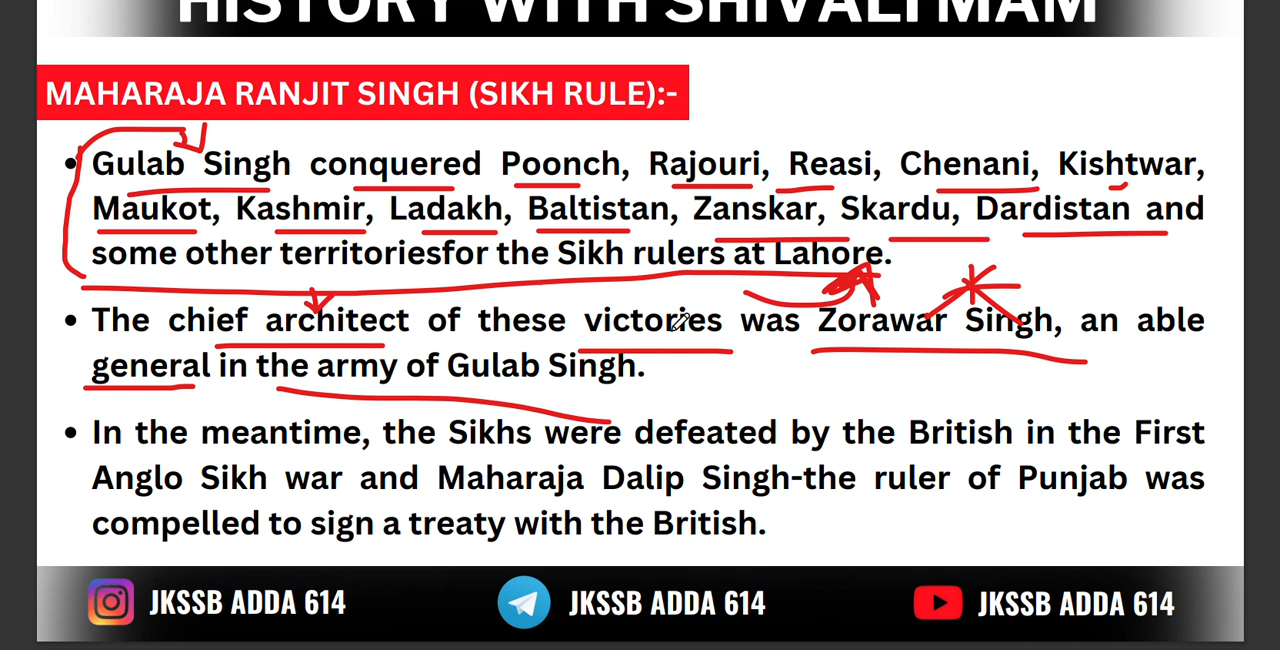 HISTORY WITH SHIVALI MAM
MAHARAJA RANJIT SINGH (SIKH RULE):-
• Gulab Singh conquered Poonch, Rajouri, Reasi, Chenani, Kishtwar,
Maukot, Kashmir, Ladakh, Baltistan, Zanskar, Skardu, Dardistan and
some other territoriesfor the Sikh rulers at Lahore.
• The chief architect of these victories was Zorawar Singh, an able
general in the army of Gulab Singh.
• In the meantime, the Sikhs were defeated by the British in the First
Anglo Sikh war and Maharaja Dalip Singh-the ruler of Punjab was
compelled to sign a treaty with the British.
JKSSB ADDA 614 JKSSB ADDA 614 JKSSB ADDA 614